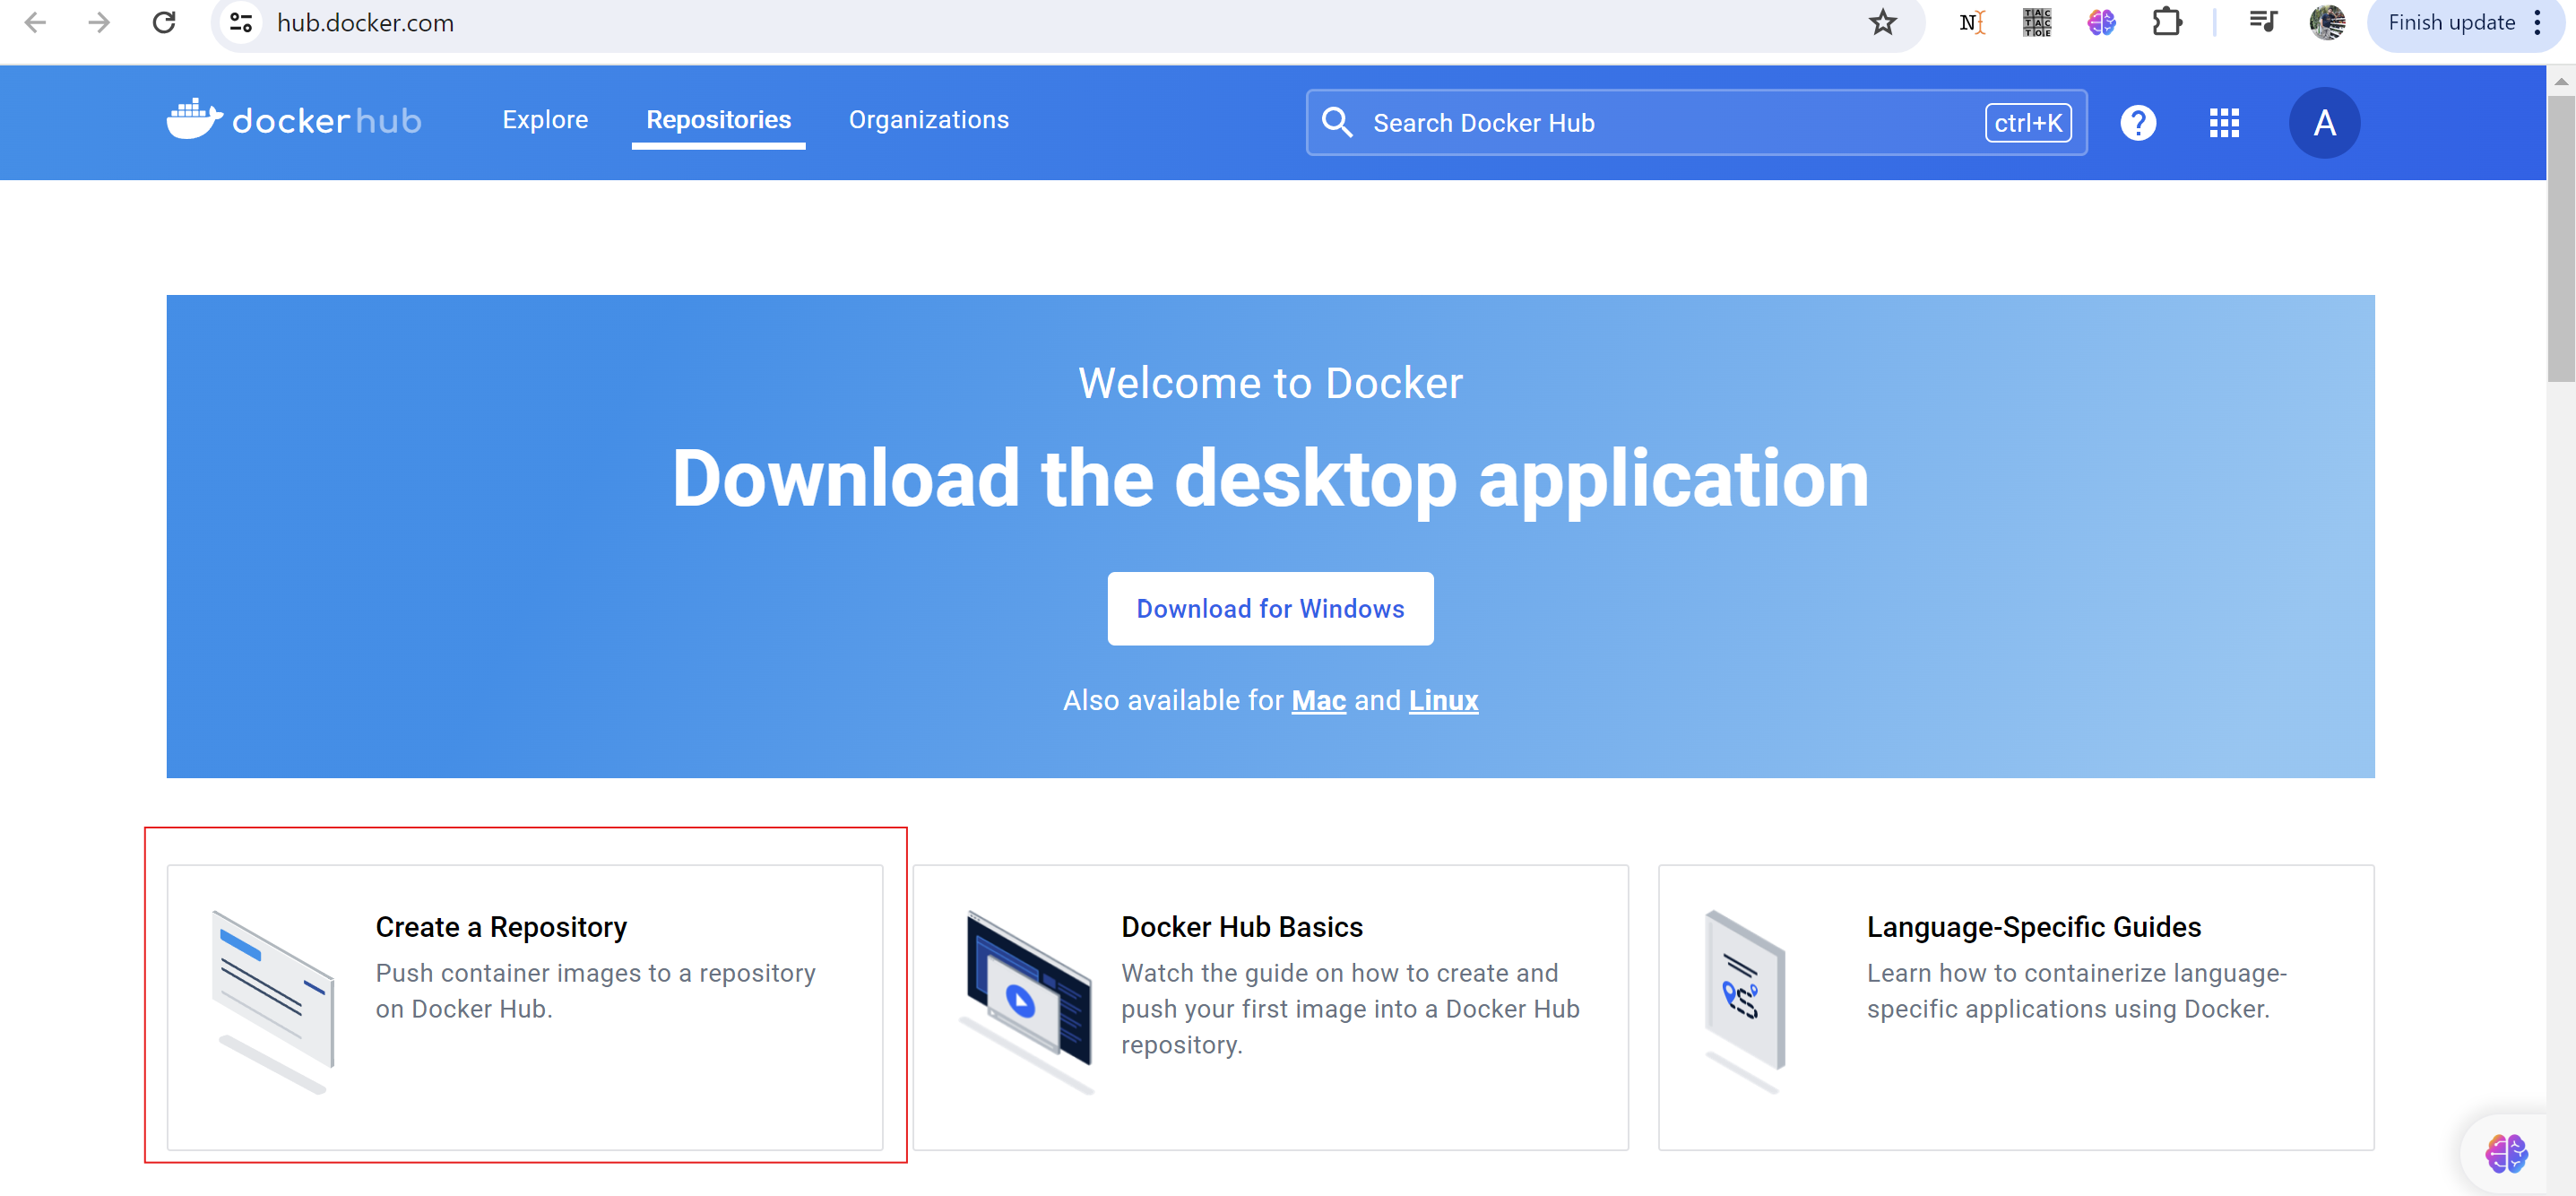 hub.docker.com
Finish update
dockerhub
Explore
Repositories
Organizations
Search Docker Hub
ctrl+K
?
A
Welcome to Docker
Download the desktop application
Download for Windows
Also available for Mac and Linux
Create a Repository
Push container images to a repository
on Docker Hub.
Docker Hub Basics
Watch the guide on how to create and
push your first image into a Docker Hub
repository.
Language-Specific Guides
Learn how to containerize language-
specific applications using Docker.